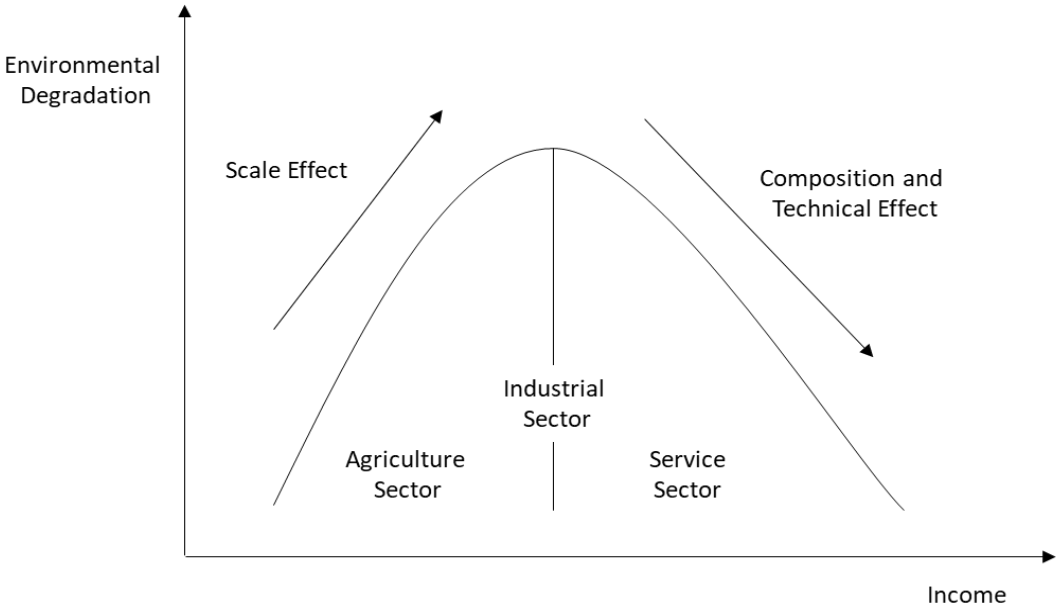 Environmental
Degradation
Scale Effect
Composition and
Technical Effect
Industrial
Sector
Agriculture
Sector
Service
Sector
Income